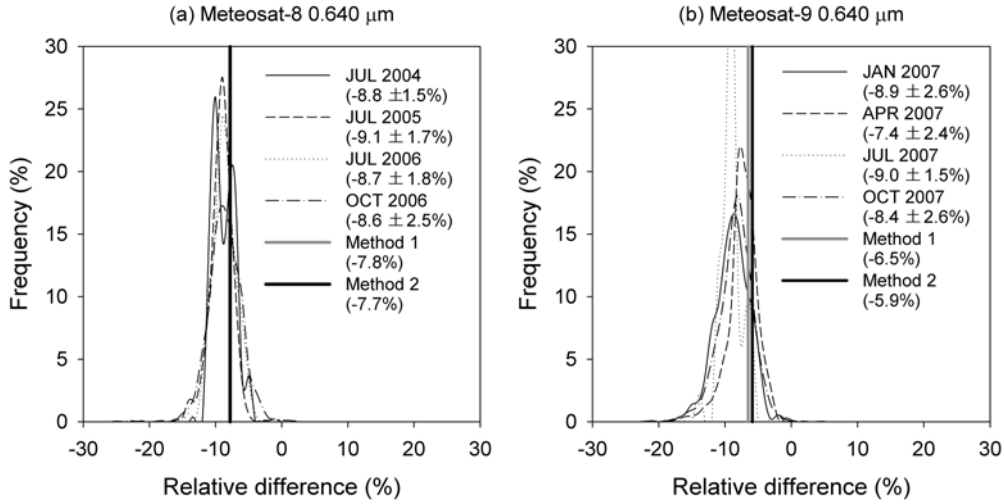 (a) Meteosat-8 0.640 μm
30
25
20
15
10
5
0
Frequency (%)
JUL 2004
(-8.8 ±1.5%)
JUL 2005
(-9.1 ±1.7%)
JUL 2006
(-8.7 ±1.8%)
OCT 2006
(-8.6 ±2.5%)
Method 1
(-7.8%)
Method 2
(-7.7%)
-30 -20 -10 0 10 20 30
Relative difference (%)
(b) Meteosat-9 0.640 μm
30
25
20
15
10
5
0
Frequency (%)
JAN 2007
(-8.9 ± 2.6%)
APR 2007
(-7.4 ± 2.4%)
JUL 2007
(-9.0 ± 1.5%)
OCT 2007
(-8.4 ± 2.6%)
Method 1
(-6.5%)
Method 2
(-5.9%)
-30 -20 -10 0 10 20 30
Relative difference (%)